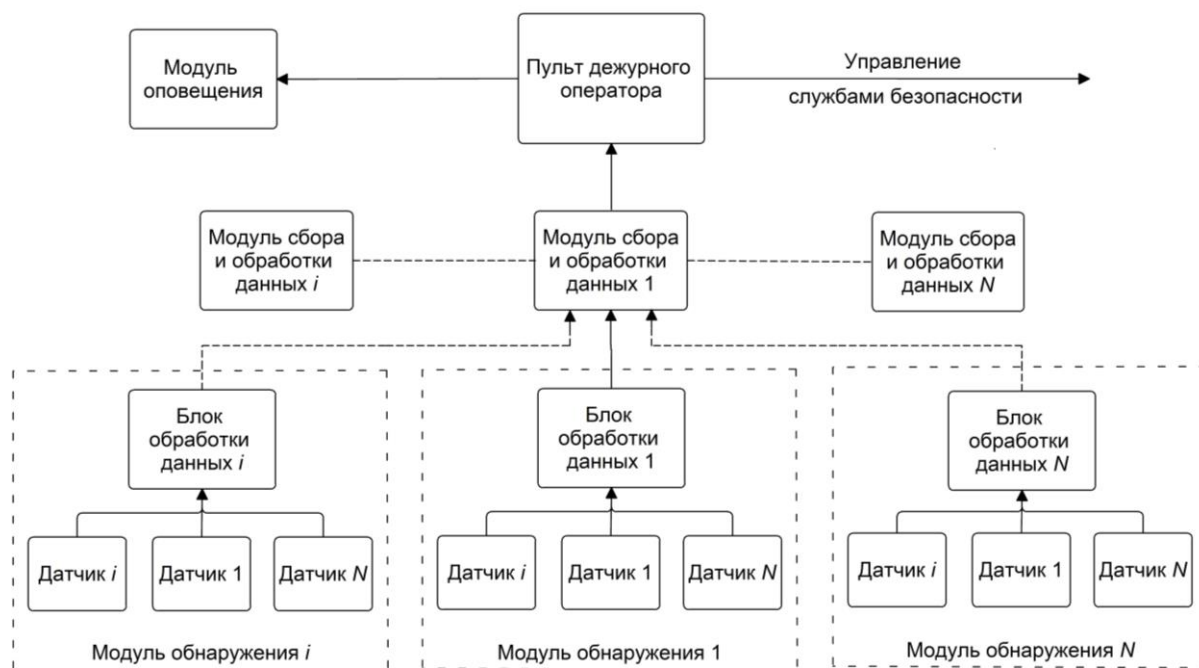 Модуль
оповещения
Пульт дежурного
оператора
Управление
службами безопасности
Модуль сбора
и обработки
данных i
Модуль сбора
и обработки
данных 1
Модуль сбора
и обработки
данных N
Блок
обработки
данных i
Блок
обработки
данных 1
Блок
обработки
данных N
Датчик i
Датчик 1
Датчик N
Датчик i
Датчик 1
Датчик N
Датчик i
Датчик 1
Датчик N
Модуль обнаружения i
Модуль обнаружения 1
Модуль обнаружения N